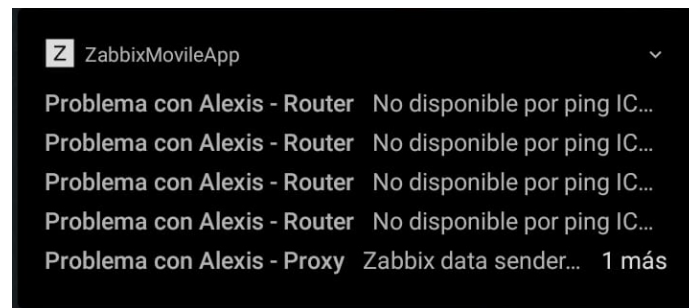 Z ZabbixMovileApp
Problema con Alexis - Router No disponible por ping IC...
Problema con Alexis - Router No disponible por ping IC...
Problema con Alexis - Router No disponible por ping IC...
Problema con Alexis - Router No disponible por ping IC...
Problema con Alexis - Proxy Zabbix data sender... 1 más